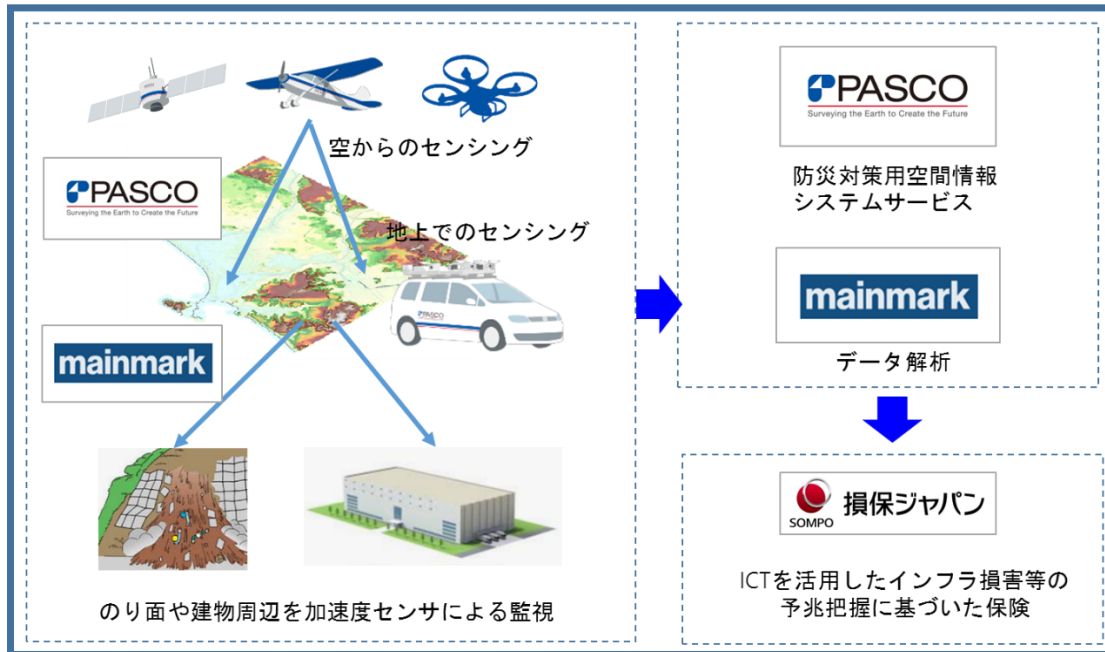 空からのセンシング
PASCO
Surveying the Earth to Create the Future
地上でのセンシング
PASCO
mainmark
のり面や建物周辺を加速度センサによる監視
PASCO
Surveying the Earth to Create the Future
防災対策用空間情報
システムサービス
mainmark
データ解析
SOMPO
損保ジャパン
ICTを活用したインフラ損害等の
予兆把握に基づいた保険